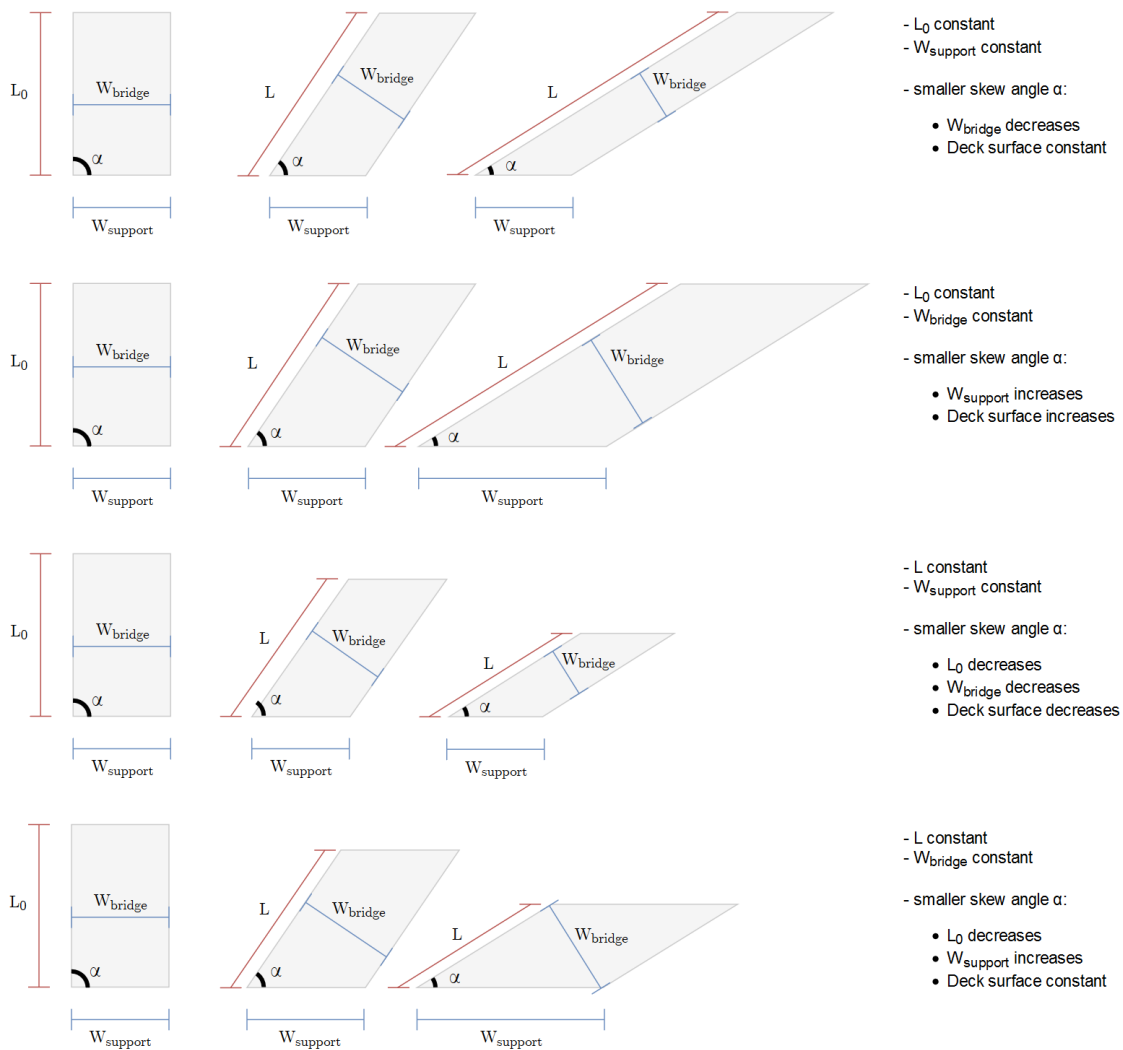 - L0 constant
- Wsupport constant
- smaller skew angle α:
• Wbridge decreases
• Deck surface constant
L0
Wbridge
α
Wsupport
L
Wbridge
α
Wsupport
L
Wbridge
α
Wsupport
- L0 constant
- Wbridge constant
- smaller skew angle α:
• Wsupport increases
• Deck surface increases
L0
Wbridge
α
Wsupport
L
Wbridge
α
Wsupport
L
Wbridge
α
Wsupport
- L constant
- Wsupport constant
- smaller skew angle α:
• L0 decreases
• Wbridge decreases
• Deck surface decreases
L0
Wbridge
α
Wsupport
L
Wbridge
α
Wsupport
L
Wbridge
α
Wsupport
- L constant
- Wbridge constant
- smaller skew angle α:
• L0 decreases
• Wsupport increases
• Deck surface constant
L0
Wbridge
α
Wsupport
L
Wbridge
α
Wsupport
L
Wbridge
α
Wsupport